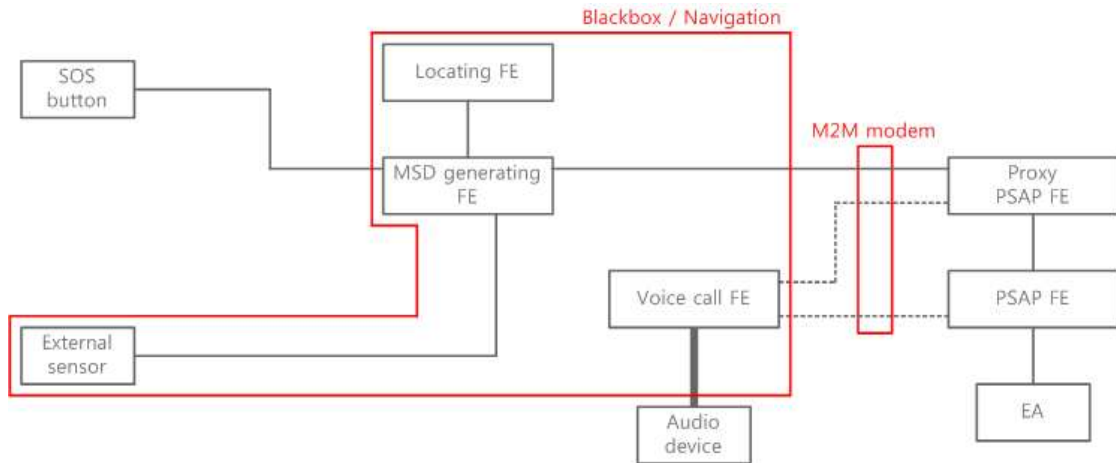 Blackbox / Navigation
SOS
button
Locating FE
M2M modem
MSD generating
FE
Proxy
PSAP FE
Voice call FE
PSAP FE
External
sensor
Audio
device
EA